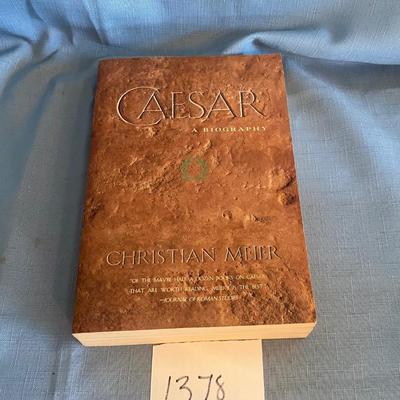 CAESAR
A BIOGRAPHY
CHRISTIAN MEIER
"OF THE MAYBE HALF A DOZEN BOOKS ON CAESAR
THAT ARE WORTH READING, MEIER'S IS THE BEST."
—JOURNAL OF ROMAN STUDIES
1378